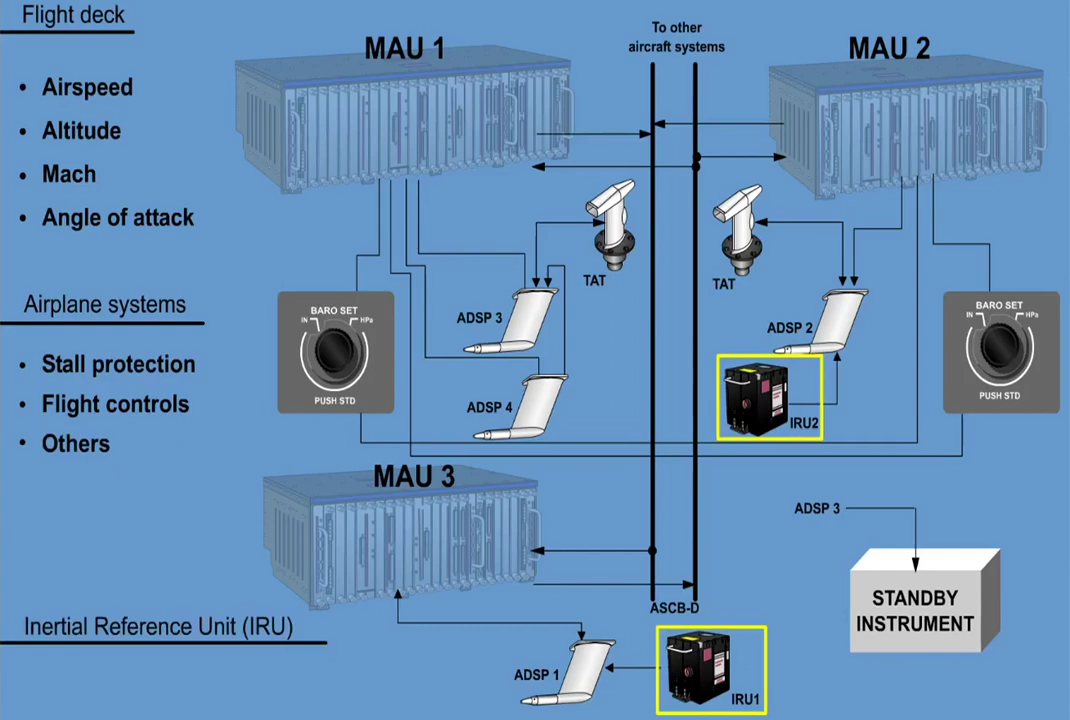 Flight deck
• Airspeed
• Altitude
• Mach
• Angle of attack
Airplane systems
• Stall protection
• Flight controls
• Others
Inertial Reference Unit (IRU)
MAU 1
To other
aircraft systems
MAU 2
TAT
TAT
BARO SET
IN
HPa
PUSH STD
ADSP 3
ADSP 4
ADSP 2
IRU2
BARO SET
IN
HPa
PUSH STD
MAU 3
ASCB-D
ADSP 3
STANDBY
INSTRUMENT
ADSP 1
IRU1